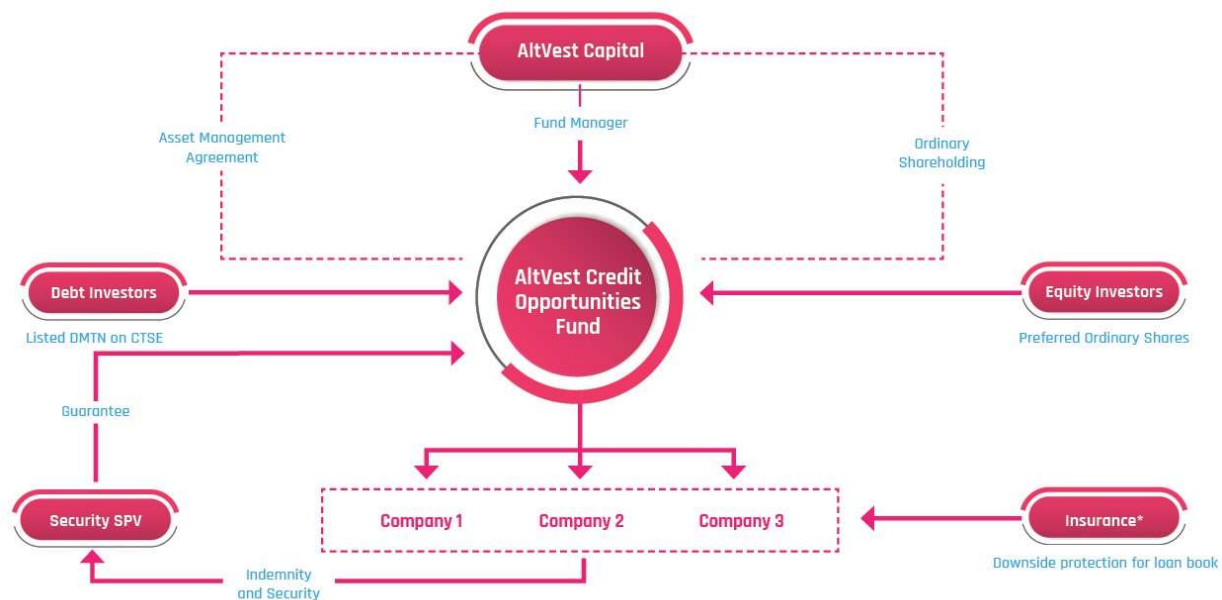 AltVest Capital
Fund Manager
Asset Management
Agreement
Ordinary
Shareholding
AltVest Credit
Opportunities
Fund
Debt Investors
Listed DMTN on CTSE
Equity Investors
Preferred Ordinary Shares
Guarantee
Security SPV
Company 1
Company 2
Company 3
Insurance*
Downside protection for loan book
Indemnity
and Security